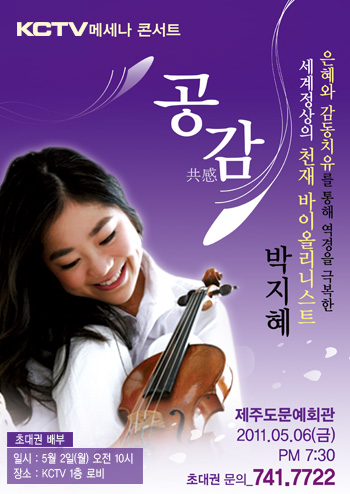 KCTV메세나 콘서트
공감
共感
은혜와 감동치유를 통해 역경을 극복한
세계정상의 천재 바이올리니스트
박지혜
제주도문예회관
2011.05.06(금)
PM 7:30
초대권 문의_741.7722
초대권 배부
일시 : 5월 2일(월) 오전 10시
장소 : KCTV 1층 로비